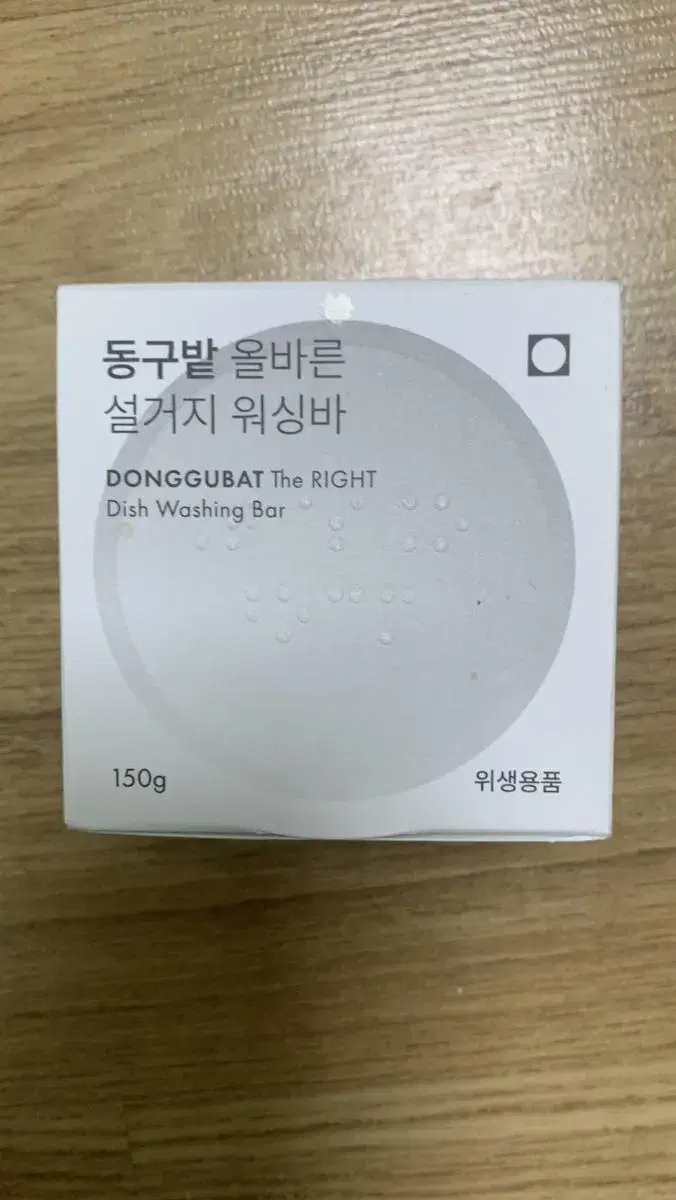 동구밭 올바른
설거지 워싱바
DONGGUBAT The RIGHT
Dish Washing Bar
150g
위생용품